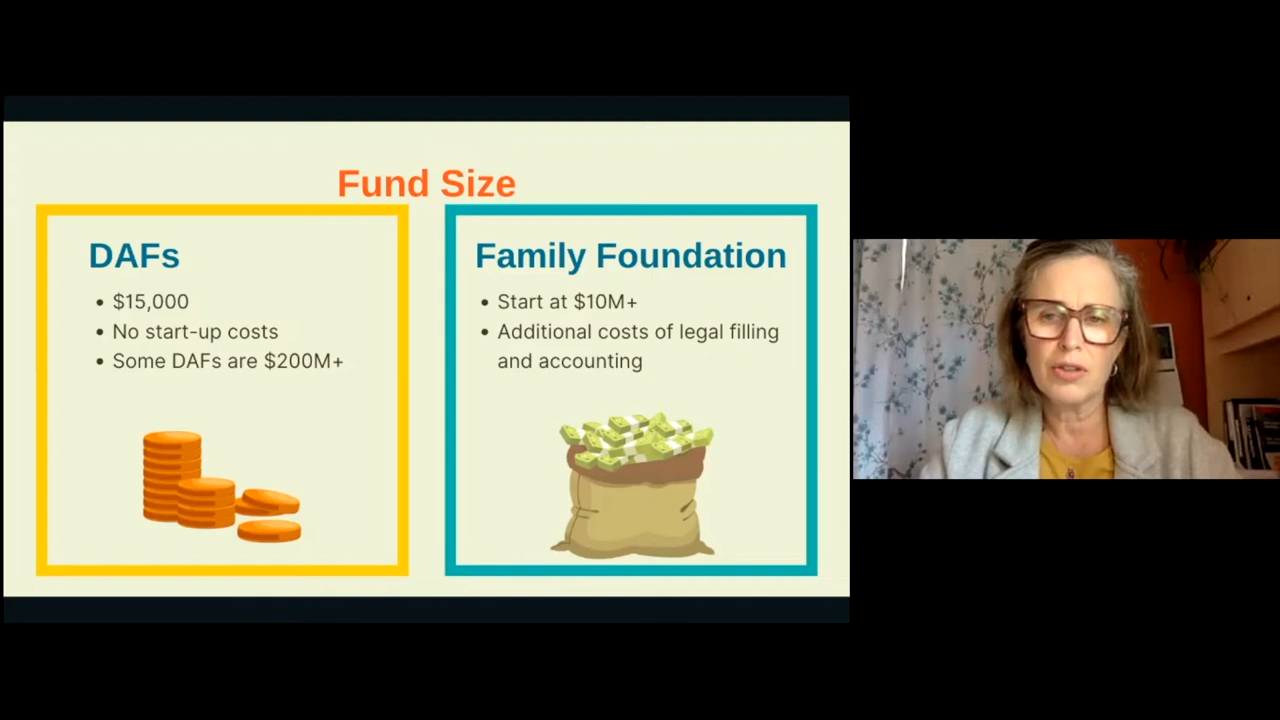 Fund Size
DAFs
• $15,000
• No start-up costs
• Some DAFs are $200M+
Family Foundation
• Start at $10M+
• Additional costs of legal filling
and accounting